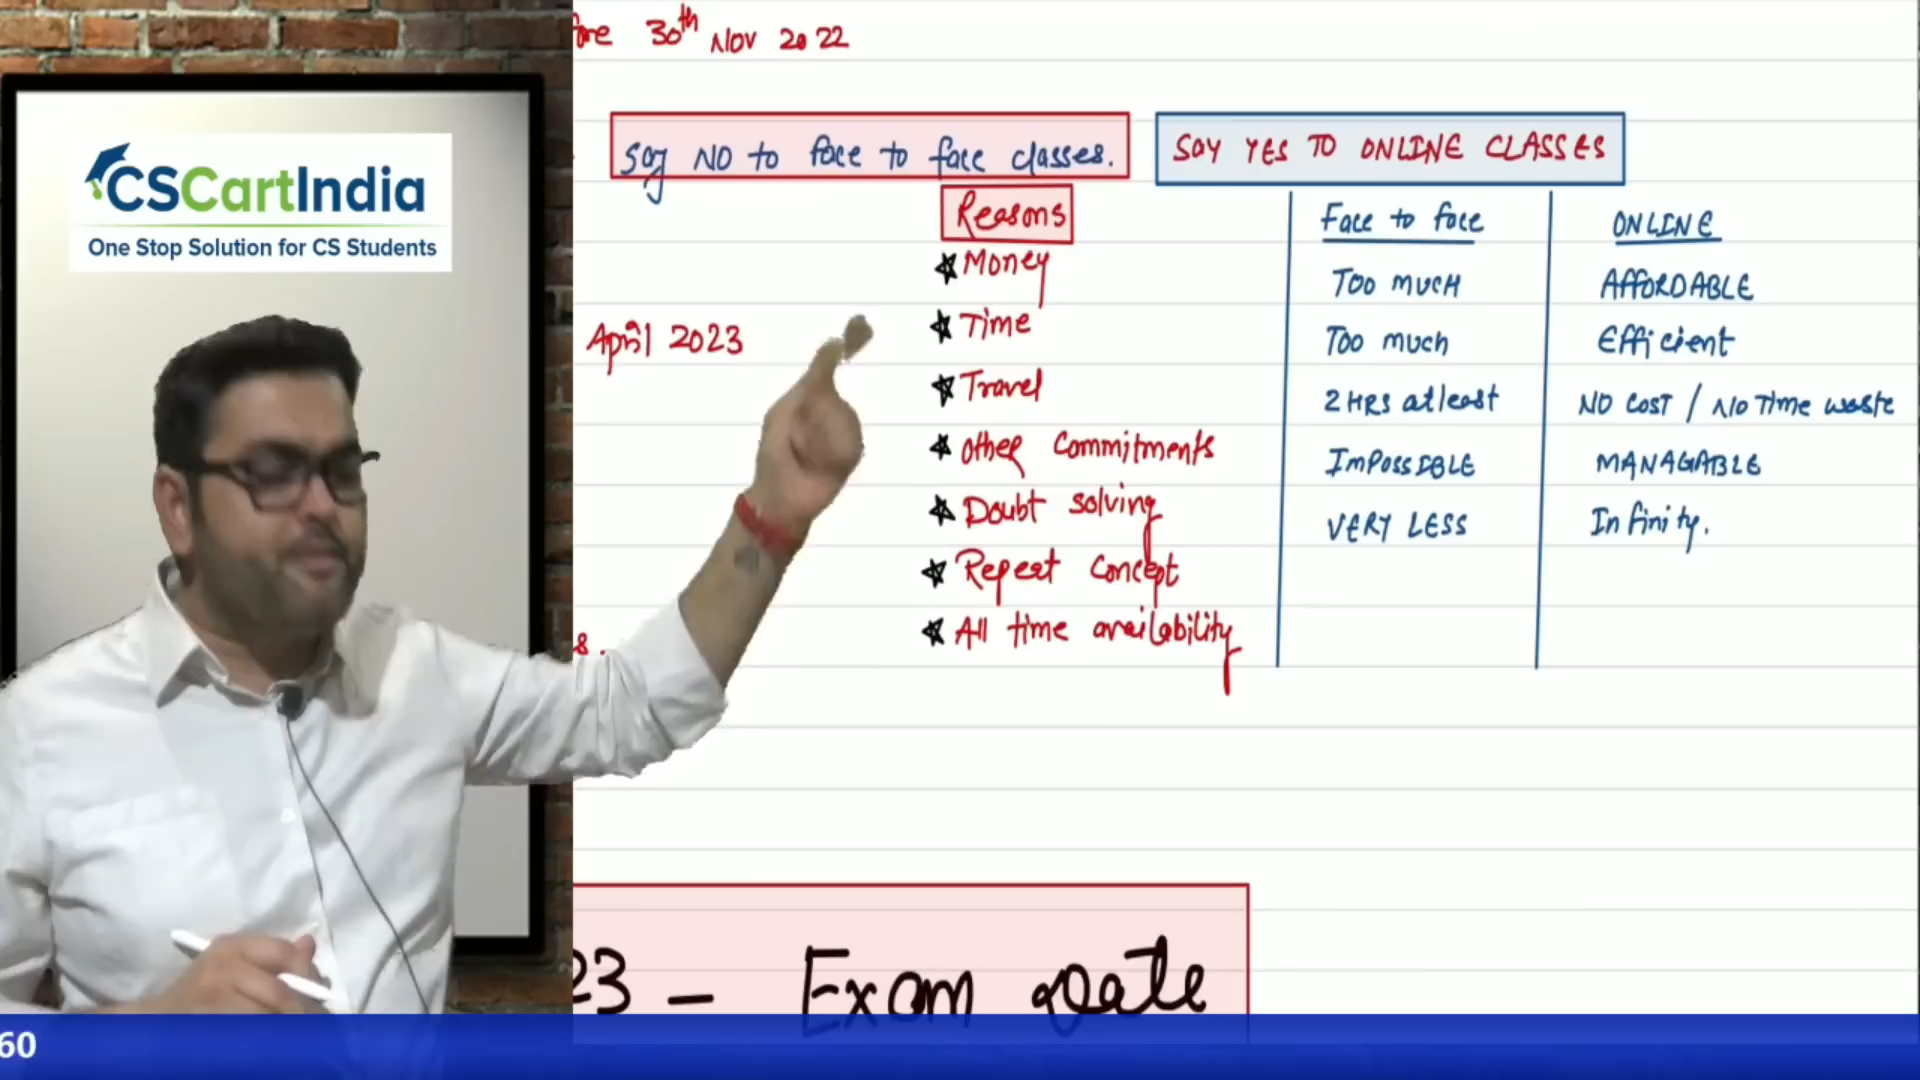 CSCartIndia
One Stop Solution for CS Students
30th Nov 2022
Say NO to face to face classes.
SAY YES TO ONLINE CLASSES
Reasons
Face to face
ONLINE
Money
TOO MUCH
AFFORDABLE
April 2023
Time
Too much
Efficient
Travel
2 HRS atleast
NO COST / No Time waste
Other Commitments
ImPOSSIBLE
MANAGABLE
Doubt solving
VERY LESS
Infinity.
Repeat Concept
All time availability
s.
23 - Exam Date
60